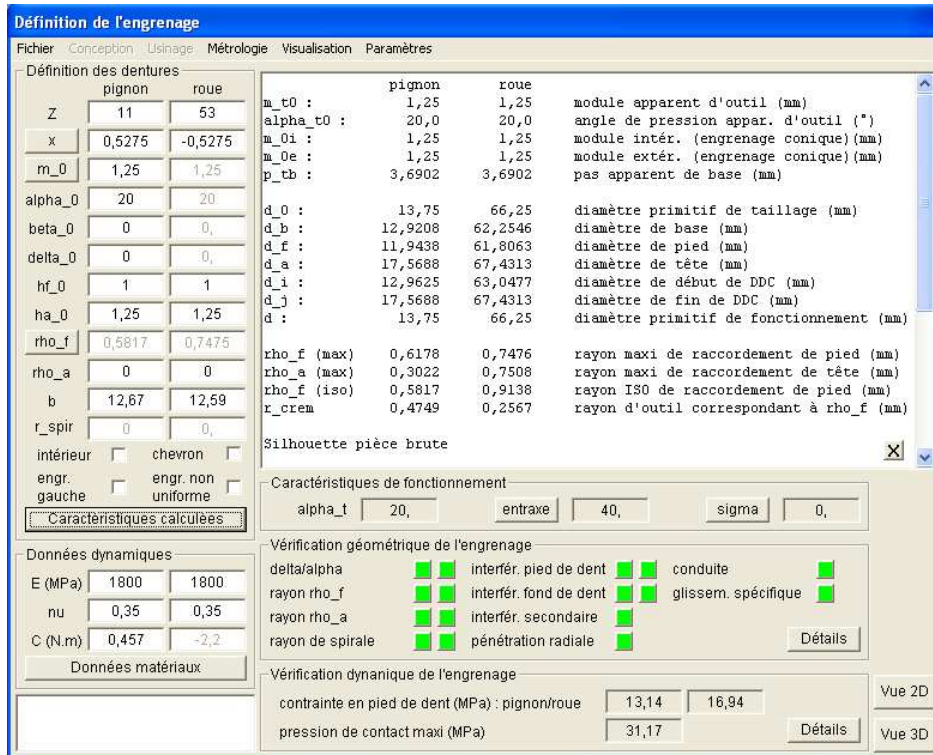 Définition de l'engrenage
Fichier Conception Usinage Métrologie Visualisation Paramètres
Définition des dentures
pignon roue
Z 11 53
x 0,5275 -0,5275
m_0 1,25 1,25
alpha_0 20 20
beta_0 0 0,
delta_0 0 0,
hf_0 1 1
ha_0 1,25 1,25
rho_f 0,5817 0,7475
rho_a 0 0
b 12,67 12,59
r_spir 0 0,
intérieur chevron
engr. gauche engr. non uniforme
Caractéristiques calculées
Données dynamiques
E (MPa) 1800 1800
nu 0,35 0,35
C (N.m) 0,457 -2,2
Données matériaux
pignon roue
m_t0 : 1,25 1,25 module apparent d'outil (mm)
alpha_t0 : 20,0 20,0 angle de pression appar. d'outil (°)
m_0i : 1,25 1,25 module intér. (engrenage conique)(mm)
m_0e : 1,25 1,25 module extér. (engrenage conique)(mm)
p_tb : 3,6902 3,6902 pas apparent de base (mm)
d_0 : 13,75 66,25 diamètre primitif de taillage (mm)
d_b : 12,9208 62,2546 diamètre de base (mm)
d_f : 11,9438 61,8063 diamètre de pied (mm)
d_a : 17,5688 67,4313 diamètre de tête (mm)
d_i : 12,9625 63,0477 diamètre de début de DDC (mm)
d_j : 17,5688 67,4313 diamètre de fin de DDC (mm)
d : 13,75 66,25 diamètre primitif de fonctionnement (mm)
rho_f (max) 0,6178 0,7476 rayon maxi de raccordement de pied (mm)
rho_a (max) 0,3022 0,7508 rayon maxi de raccordement de tête (mm)
rho_f (iso) 0,5817 0,9138 rayon ISO de raccordement de pied (mm)
r_crem 0,4749 0,2567 rayon d'outil correspondant à rho_f (mm)
Silhouette pièce brute
X
Caractéristiques de fonctionnement
alpha_t 20, entraxe 40, sigma 0,
Vérification géométrique de l'engrenage
delta/alpha interfér. pied de dent conduite
rayon rho_f interfér. fond de dent glissem. spécifique
rayon rho_a interfér. secondaire
rayon de spirale pénétration radiale Détails
Vérification dynamique de l'engrenage
contrainte en pied de dent (MPa) : pignon/roue 13,14 16,94
pression de contact maxi (MPa) 31,17 Détails
Vue 2D
Vue 3D